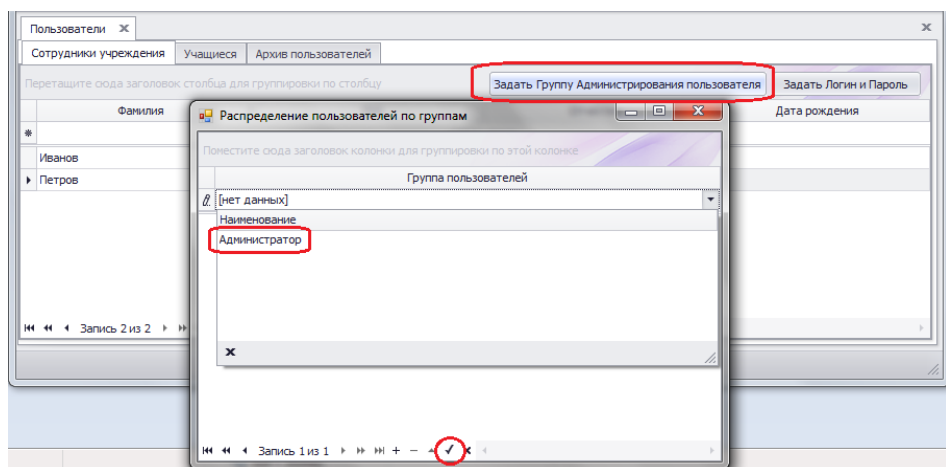 Пользователи
Сотрудники учреждения Учащиеся Архив пользователей
Перетащите сюда заголовок столбца для группировки по столбцу
Задать Группу Администрирования пользователя Задать Логин и Пароль
Фамилия Дата рождения
Иванов
Петров
Запись 2 из 2
Распределение пользователей по группам
Поместите сюда заголовок колонки для группировки по этой колонке
Группа пользователей
[нет данных]
Наименование
Администратор
Запись 1 из 1